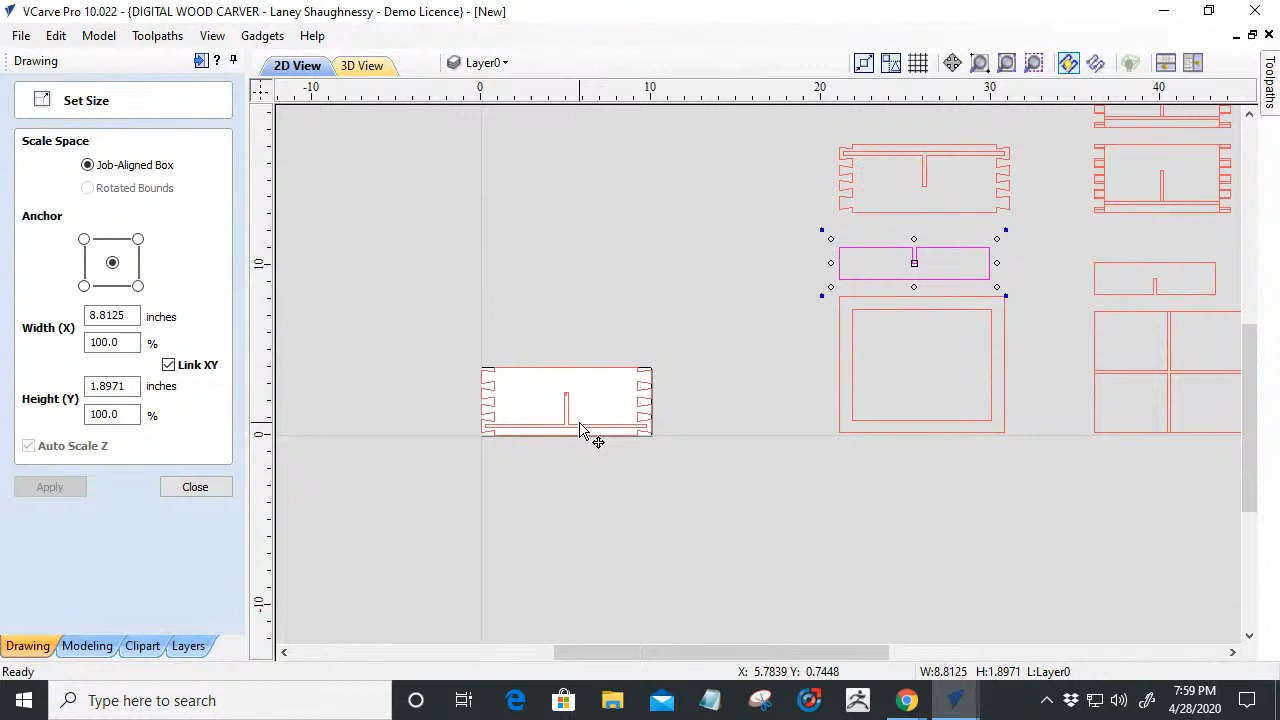 VCarve Pro 10.022 - {DIGITAL WOOD CARVER - Laney Shaughnessy - Demo Licence} - [New]
File Edit Model Toolpaths View Gadgets Help
Drawing ?
2D View 3D View Layer0
Set Size
-10 0 10 20 30 40
Toolpaths
Scale Space
Job-Aligned Box
Rotated Bounds
Anchor
10
0
-10
Width (X)
8.8125 inches
100.0 %
Link XY
Height (Y)
1.8971 inches
100.0 %
Auto Scale Z
Apply Close
Drawing Modeling Clipart Layers
Ready X: 5.7839 Y: 0.7448 W:8.8125 H:1.8971 L:Layer0
Type here to search
7:59 PM
4/28/2020